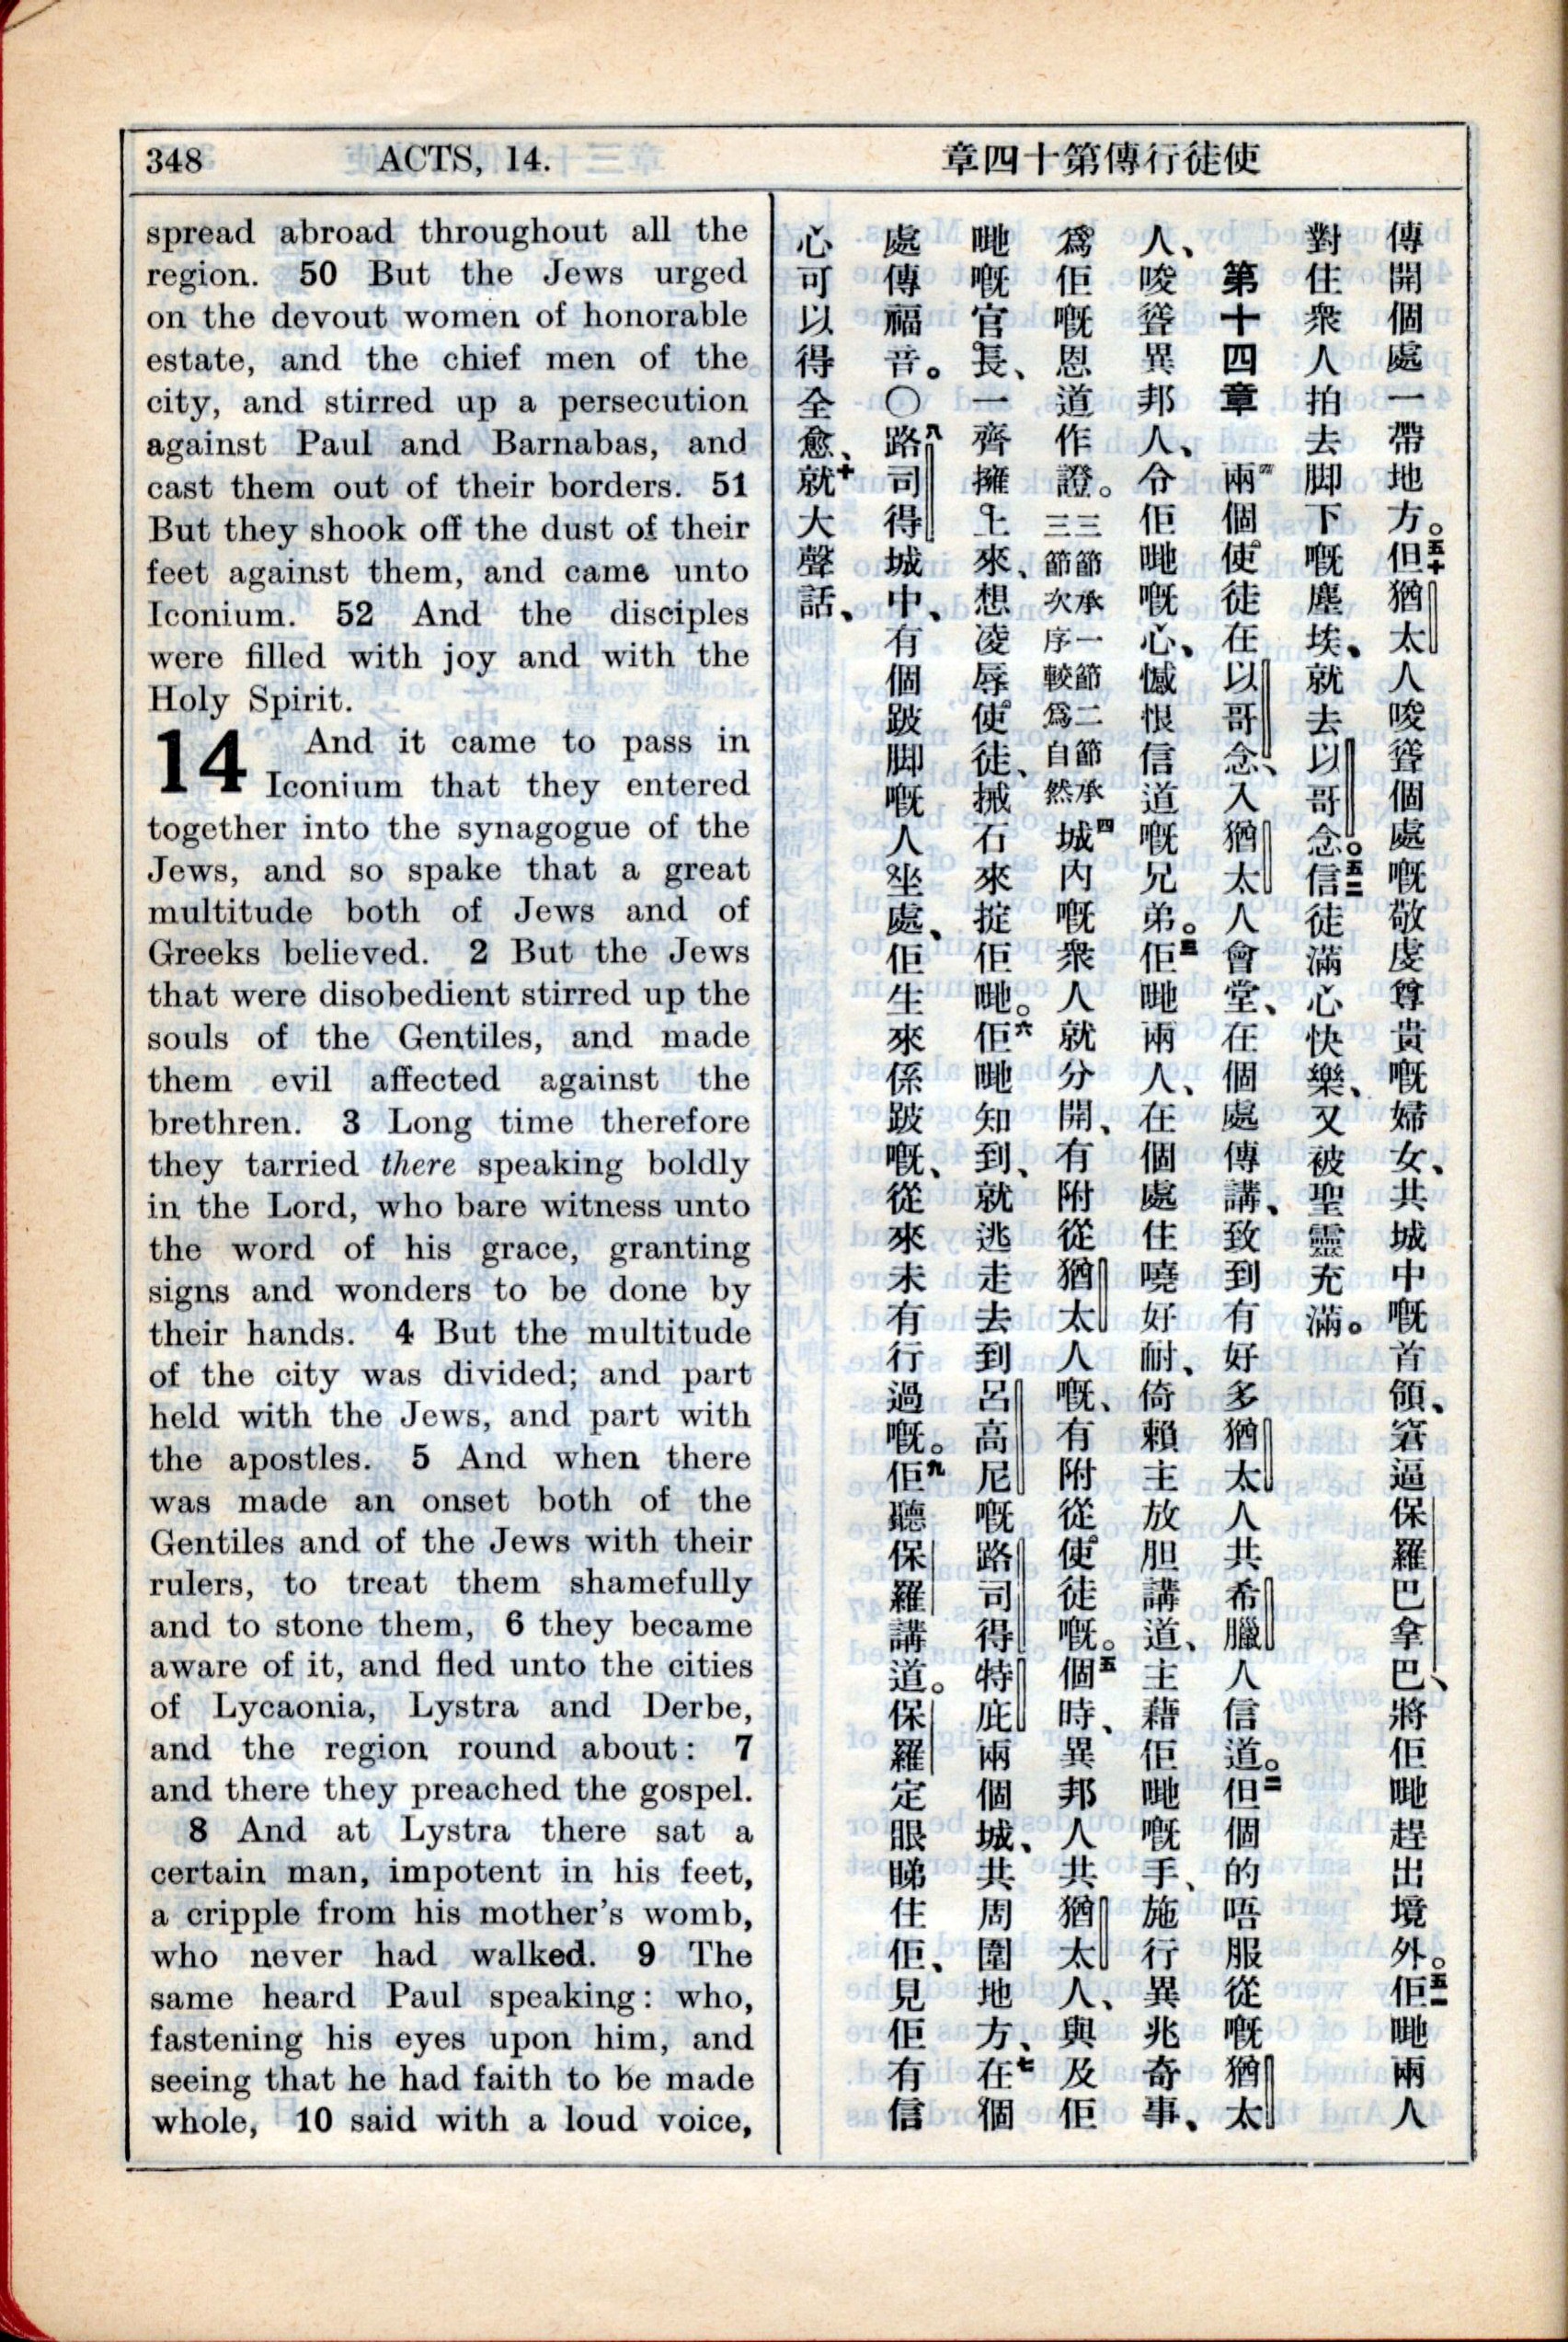 348 ACTS, 14.
章四十第傳行徒使
spread abroad throughout all the
region. 50 But the Jews urged
on the devout women of honorable
estate, and the chief men of the
city, and stirred up a persecution
against Paul and Barnabas, and
cast them out of their borders. 51
But they shook off the dust of their
feet against them, and came unto
Iconium. 52 And the disciples
were filled with joy and with the
Holy Spirit.
14 And it came to pass in
Iconium that they entered
together into the synagogue of the
Jews, and so spake that a great
multitude both of Jews and of
Greeks believed. 2 But the Jews
that were disobedient stirred up the
souls of the Gentiles, and made
them evil affected against the
brethren. 3 Long time therefore
they tarried there speaking boldly
in the Lord, who bare witness unto
the word of his grace, granting
signs and wonders to be done by
their hands. 4 But the multitude
of the city was divided; and part
held with the Jews, and part with
the apostles. 5 And when there
was made an onset both of the
Gentiles and of the Jews with their
rulers, to treat them shamefully
and to stone them, 6 they became
aware of it, and fled unto the cities
of Lycaonia, Lystra and Derbe,
and the region round about: 7
and there they preached the gospel.
8 And at Lystra there sat a
certain man, impotent in his feet,
a cripple from his mother's womb,
who never had walked. 9 The
same heard Paul speaking: who,
fastening his eyes upon him, and
seeing that he had faith to be made
whole, 10 said with a loud voice,
傳開個處一帶地方。五十但猶太人唆聳個處嘅敬虔尊貴嘅婦女、共城中嘅首領、窘逼保羅巴拿巴、將佢哋趕出境外。五一佢哋兩人
對住衆人拍去脚下嘅塵埃、就去以哥念。五二信徒滿心快樂、又被聖靈充滿。
第十四章 兩個使徒在以哥念、入猶太人會堂、在個處傳講、致到有好多猶太人共希臘人信道。二但個的唔服從嘅猶太
人、唆聳異邦人、令佢哋嘅心、憾恨信道嘅兄弟。三佢哋兩人、在個處住嘵好耐、倚賴主放胆講道、主藉佢哋嘅手、施行異兆奇事、
爲佢嘅恩道作證。三節承一節二節承三節次序較爲自然四城內嘅衆人就分開、有附從猶太人嘅、有附從使徒嘅。五個時、異邦人共猶太人、與及佢
哋嘅官長、一齊擁上來、想凌辱使徒、掝石來掟佢哋。六佢哋知到、就逃走去到呂高尼嘅路司得特庇兩個城、共周圍地方、七在個
處傳福音。〇八路司得城中、有個跛脚嘅人坐處、佢生來係跛嘅、從來未有行過嘅。九佢聽保羅講道。保羅定眼睇住佢、見佢有信
心可以得全愈、十就大聲話、